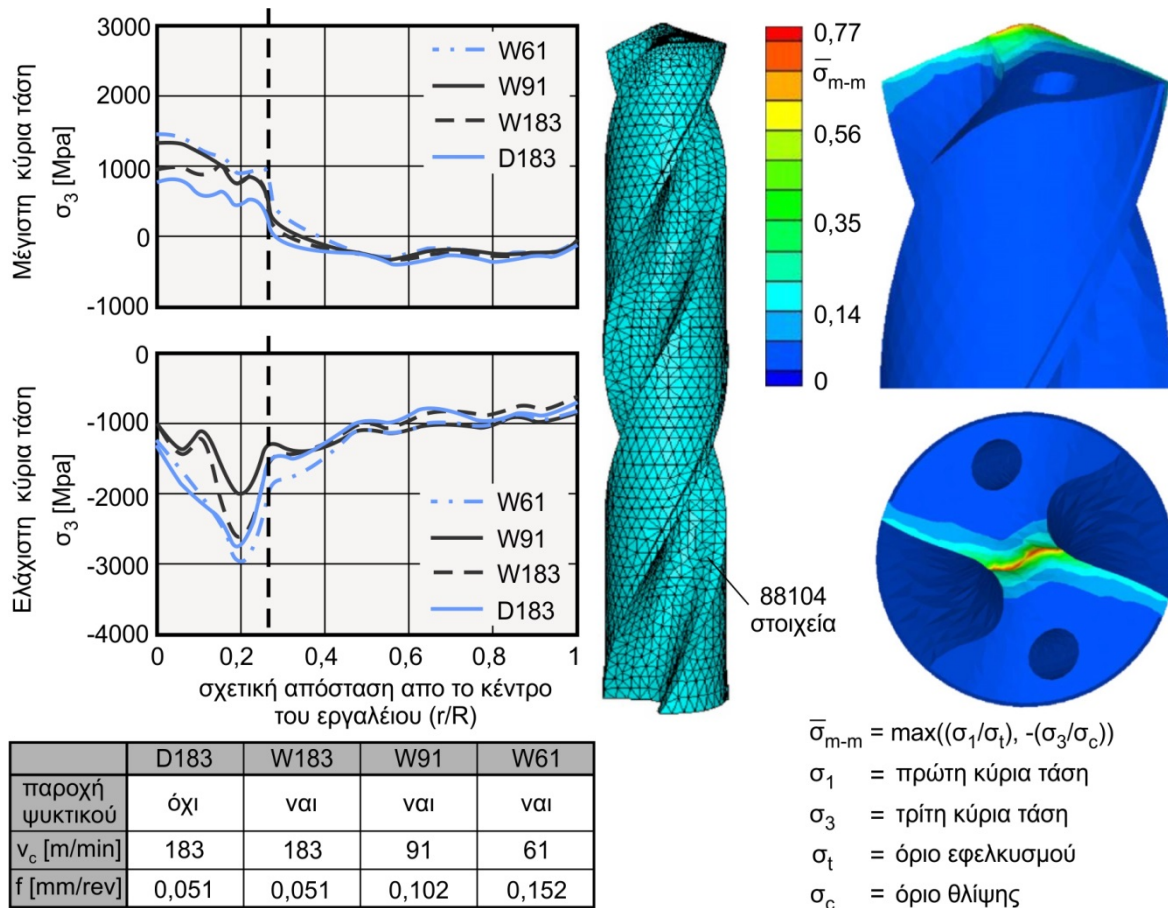 3000
2000
1000
0
-1000
Μέγιστη κύρια τάση
σ3 [Mpa]
W61
W91
W183
D183
0
-1000
-2000
-3000
-4000
Ελάχιστη κύρια τάση
σ3 [Mpa]
W61
W91
W183
D183
0 0,2 0,4 0,6 0,8 1
σχετική απόσταση απο το κέντρο
του εργαλείου (r/R)
88104
στοιχεία
0,77
σ̅m-m
0,56
0,35
0,14
0
D183 W183 W91 W61
παροχή
ψυκτικού όχι ναι ναι ναι
vc [m/min] 183 183 91 61
f [mm/rev] 0,051 0,051 0,102 0,152
σ̅m-m = max((σ1/σt), -(σ3/σc))
σ1 = πρώτη κύρια τάση
σ3 = τρίτη κύρια τάση
σt = όριο εφελκυσμού
σc = όριο θλίψης